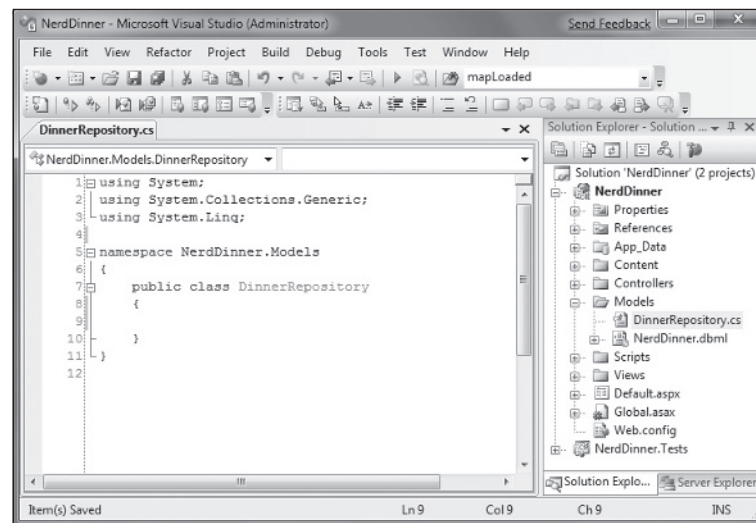 NerdDinner - Microsoft Visual Studio (Administrator)
Send Feedback
File Edit View Refactor Project Build Debug Tools Test Window Help
mapLoaded
DinnerRepository.cs
NerdDinner.Models.DinnerRepository
1 using System;
2 using System.Collections.Generic;
3 using System.Linq;
4
5 namespace NerdDinner.Models
6 {
7 public class DinnerRepository
8 {
9
10 }
11 }
12
Solution Explorer - Solution ...
Solution 'NerdDinner' (2 projects)
NerdDinner
Properties
References
App_Data
Content
Controllers
Models
DinnerRepository.cs
NerdDinner.dbml
Scripts
Views
Default.aspx
Global.asax
Web.config
NerdDinner.Tests
Solution Explo... Server Explorer
Item(s) Saved Ln 9 Col 9 Ch 9 INS